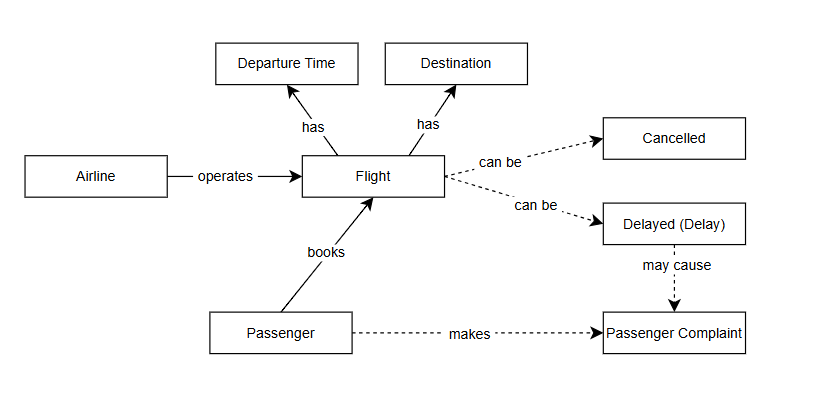 Departure Time
Destination
has
has
Cancelled
can be
Airline
operates
Flight
can be
Delayed (Delay)
books
may cause
Passenger
makes
Passenger Complaint